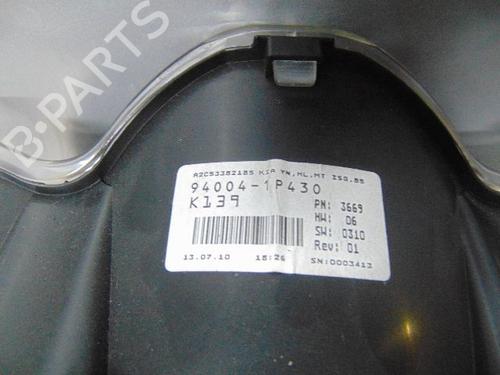 B-PARTS
A2C53382185 KIA YN,HL,MT ISO,85
94004-1P430
K139
PN: 3669
HW: 06
SW: 0310
Rev: 01
13.07.10 15:26 SN:0003413